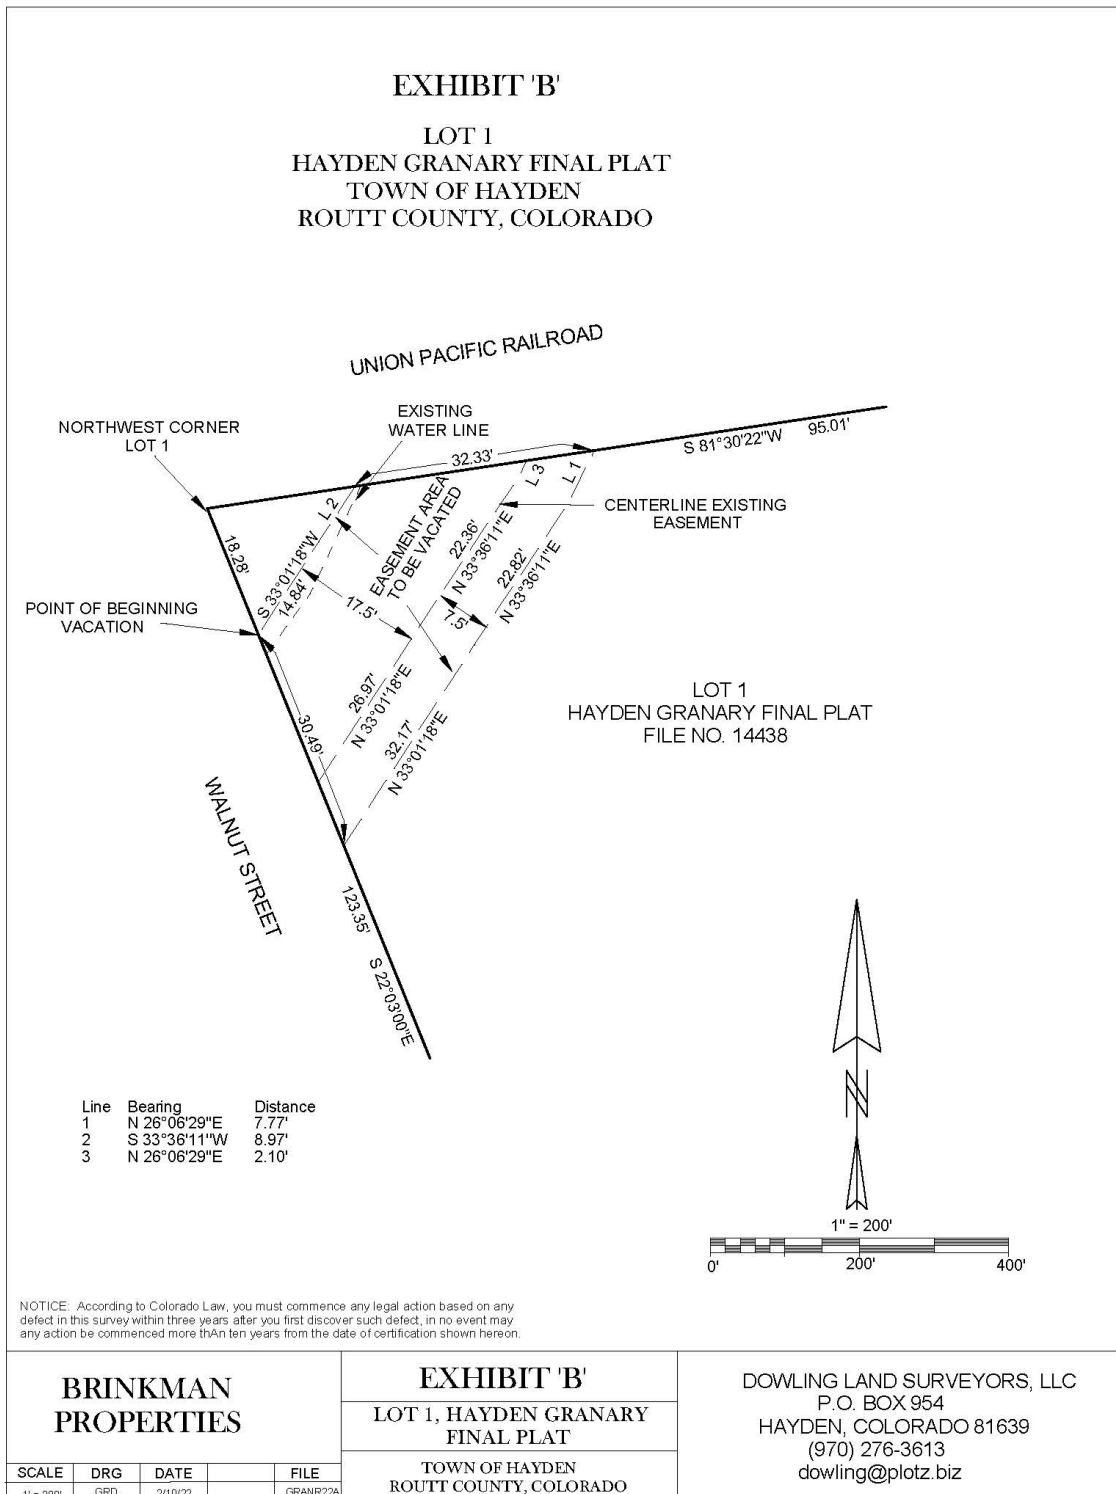 EXHIBIT 'B'
LOT 1
HAYDEN GRANARY FINAL PLAT
TOWN OF HAYDEN
ROUTT COUNTY, COLORADO
UNION PACIFIC RAILROAD
NORTHWEST CORNER
LOT 1
EXISTING
WATER LINE
32.33'
S 81°30'22"W
95.01'
L 2
L 3
L 1
CENTERLINE EXISTING
EASEMENT
EASEMENT AREA
TO BE VACATED
18.28'
S 33°01'18"W
14.84'
22.36'
N 33°36'11"E
22.82'
N 33°36'11"E
17.5'
7.5'
POINT OF BEGINNING
VACATION
26.97'
N 33°01'18"E
32.17'
N 33°01'18"E
30.49'
LOT 1
HAYDEN GRANARY FINAL PLAT
FILE NO. 14438
WALNUT STREET
123.35'
S 22°03'00"E
Line Bearing Distance
1 N 26°06'29"E 7.77'
2 S 33°36'11"W 8.97'
3 N 26°06'29"E 2.10'
N
1" = 200'
0' 200' 400'
NOTICE: According to Colorado Law, you must commence any legal action based on any
defect in this survey within three years after you first discover such defect, in no event may
any action be commenced more thAn ten years from the date of certification shown hereon.
BRINKMAN
PROPERTIES
EXHIBIT 'B'
LOT 1, HAYDEN GRANARY
FINAL PLAT
TOWN OF HAYDEN
ROUTT COUNTY, COLORADO
DOWLING LAND SURVEYORS, LLC
P.O. BOX 954
HAYDEN, COLORADO 81639
(970) 276-3613
dowling@plotz.biz
SCALE DRG DATE FILE
GRD GRANR22A